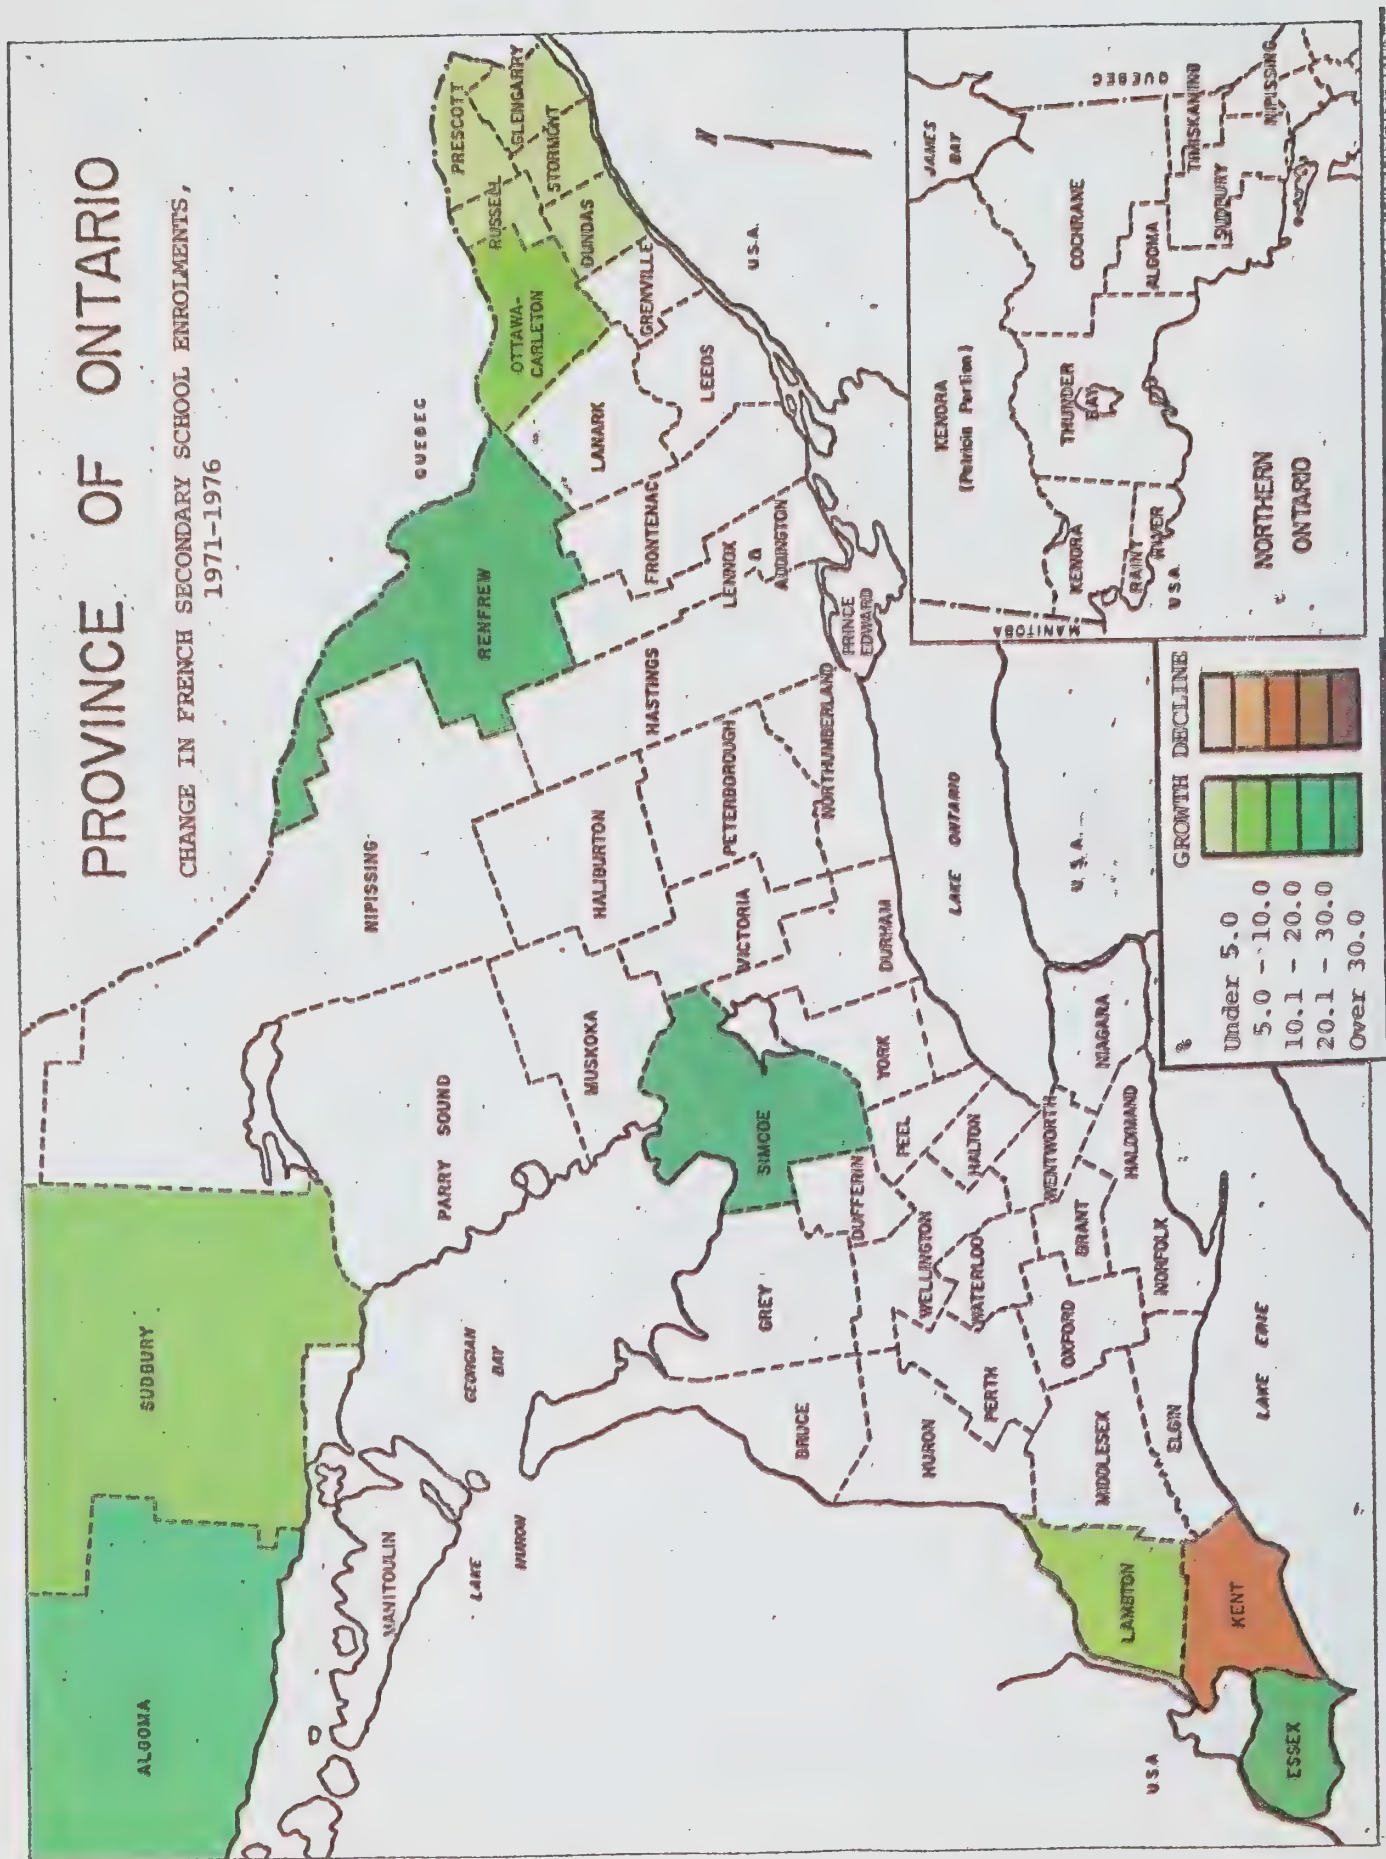 PROVINCE OF ONTARIO
CHANGE IN FRENCH SECONDARY SCHOOL ENROLMENTS,
1971-1976
QUEBEC
PRESCOTT
GLENGARRY
RUSSELL
STORMONT
DUNDAS
OTTAWA-
CARLETON
GRENVILLE
LEEDS
LANARK
RENFREW
FRONTENAC
LENNOX
&
ADDINGTON
PRINCE
EDWARD
HASTINGS
NORTHUMBERLAND
PETERBOROUGH
HALIBURTON
VICTORIA
DURHAM
NIPISSING
MUSKOKA
PARRY SOUND
SIMCOE
YORK
PEEL
HALTON
DUFFERIN
WENTWORTH
NIAGARA
HALDIMAND
BRANT
NORFOLK
WELLINGTON
WATERLOO
GREY
OXFORD
PERTH
BRUCE
HURON
MIDDLESEX
ELGIN
LAMBTON
KENT
ESSEX
SUDBURY
ALGOMA
MANITOULIN
GEORGIAN
BAY
LAKE
HURON
LAKE ONTARIO
LAKE ERIE
U.S.A.
U.S.A.
U.S.A
N
JAMES
BAY
QUEBEC
KENORA
(Patricia Portion)
COCHRANE
TIMISKAMING
NIPISSING
ALGOMA
SUDBURY
THUNDER
BAY
KENORA
RAINY
RIVER
MANITOBA
U.S.A.
NORTHERN
ONTARIO
% GROWTH DECLINE
Under 5.0
5.0 - 10.0
10.1 - 20.0
20.1 - 30.0
Over 30.0